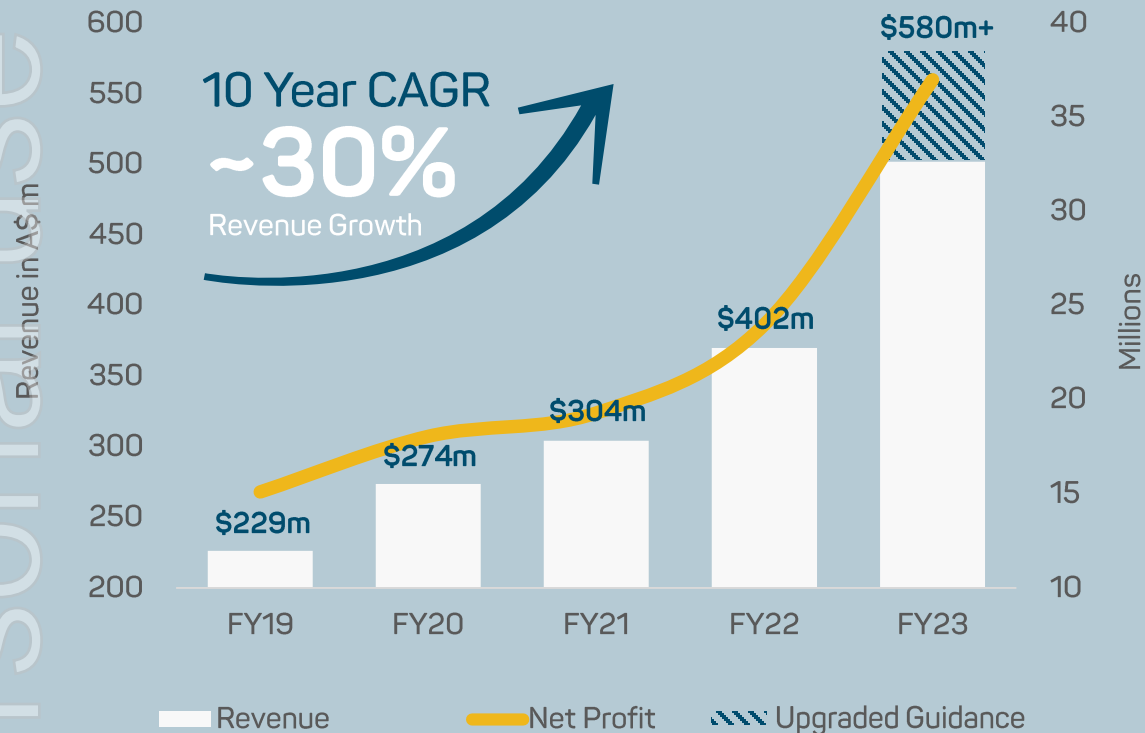 10 Year CAGR
~30%
Revenue Growth
600
550
500
450
400
350
300
250
200
Revenue in A$ m
$229m
$274m
$304m
$402m
$580m+
40
35
30
25
20
15
10
Millions
FY19
FY20
FY21
FY22
FY23
Revenue
Net Profit
Upgraded Guidance